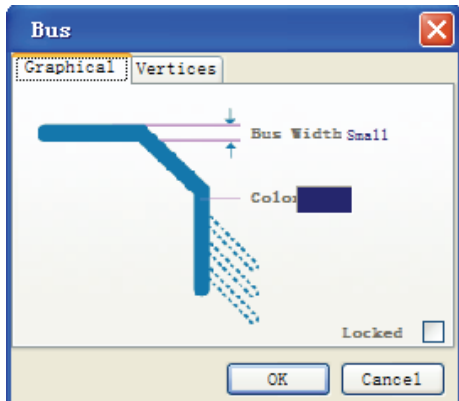 Bus
Graphical Vertices
Bus Width Small
Color
Locked
OK Cancel